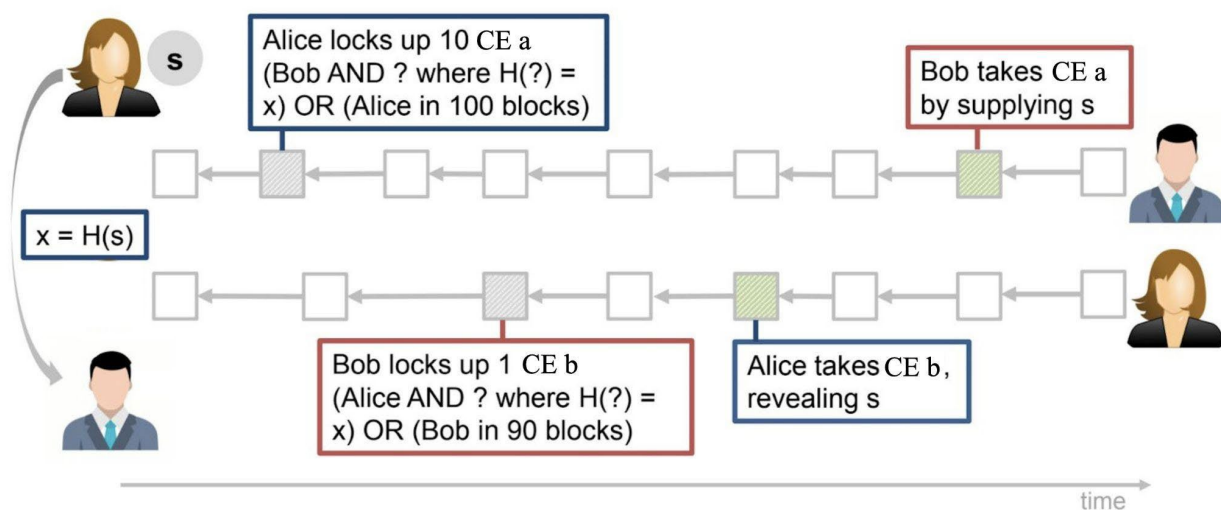 s
Alice locks up 10 CE a
(Bob AND ? where H(?) =
x) OR (Alice in 100 blocks)
Bob takes CE a
by supplying s
x = H(s)
Bob locks up 1 CE b
(Alice AND ? where H(?) =
x) OR (Bob in 90 blocks)
Alice takes CE b,
revealing s
time